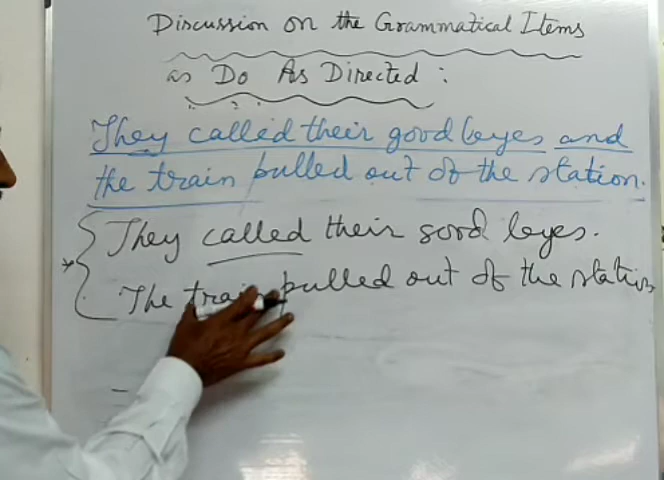 Discussion on the Grammatical Items
as Do As Directed :
They called their good byes and
the train pulled out of the station.
They called their good byes.
The train pulled out of the station